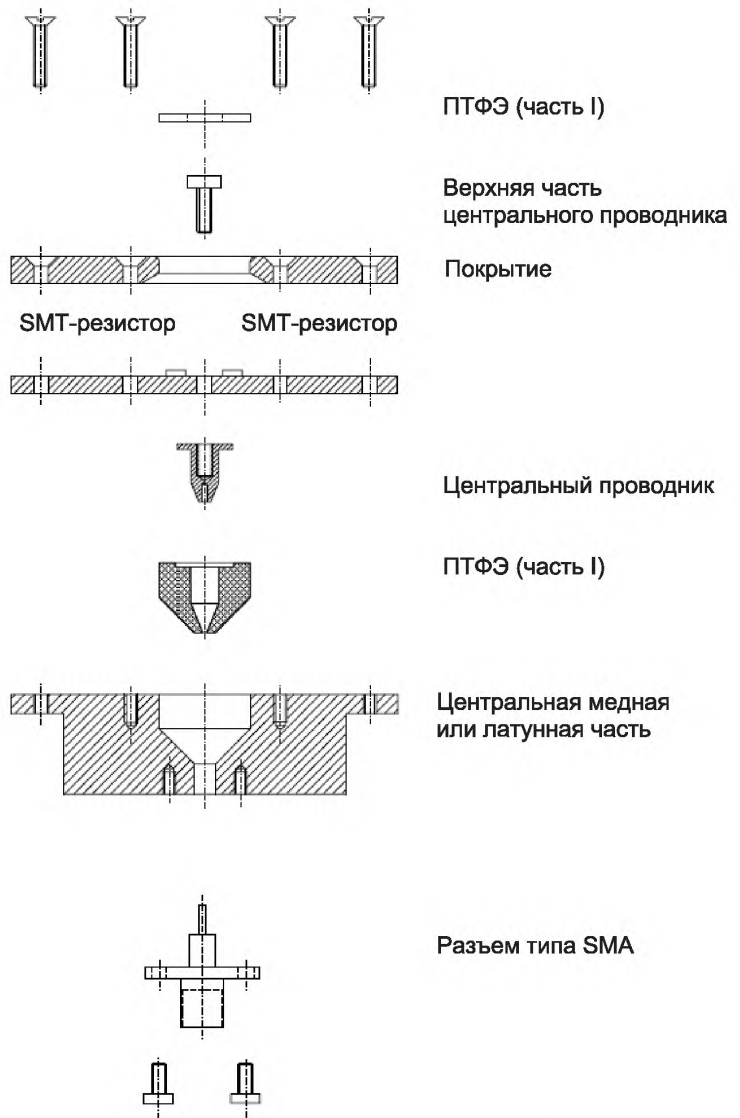 ПТФЭ (часть I)
Верхняя часть
центрального проводника
Покрытие
SMT-резистор SMT-резистор
Центральный проводник
ПТФЭ (часть I)
Центральная медная
или латунная часть
Разъем типа SMA